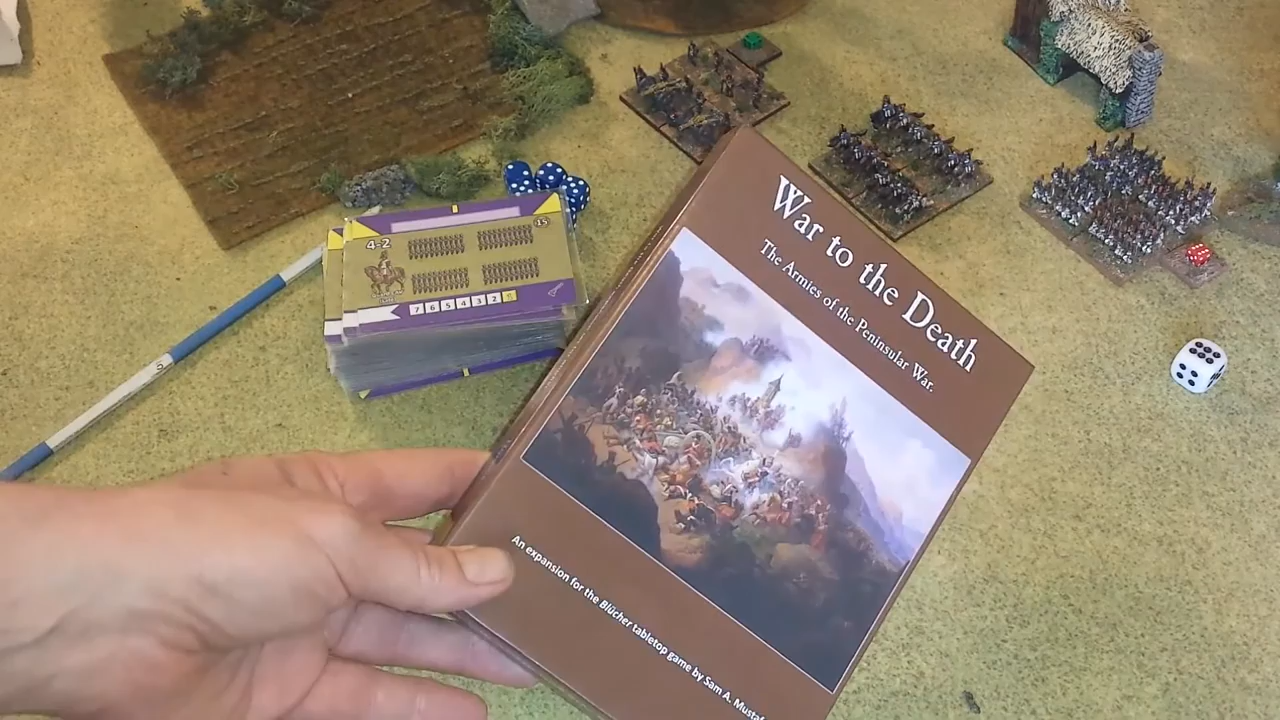 War to the Death
The Armies of the Peninsular War.
An expansion for the Blücher tabletop game by Sam A.
4-2
15
7 6 5 4 3 2